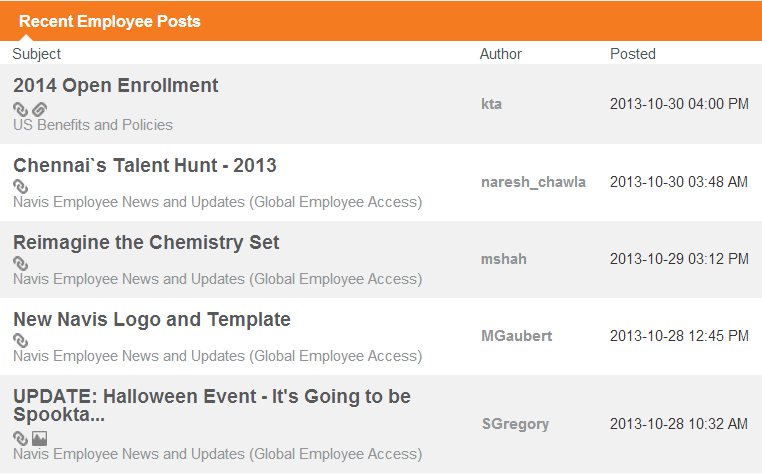 Recent Employee Posts
Subject Author Posted
2014 Open Enrollment
kta 2013-10-30 04:00 PM
US Benefits and Policies
Chennai`s Talent Hunt - 2013
naresh_chawla 2013-10-30 03:48 AM
Navis Employee News and Updates (Global Employee Access)
Reimagine the Chemistry Set
mshah 2013-10-29 03:12 PM
Navis Employee News and Updates (Global Employee Access)
New Navis Logo and Template
MGaubert 2013-10-28 12:45 PM
Navis Employee News and Updates (Global Employee Access)
UPDATE: Halloween Event - It's Going to be
Spookta...
SGregory 2013-10-28 10:32 AM
Navis Employee News and Updates (Global Employee Access)